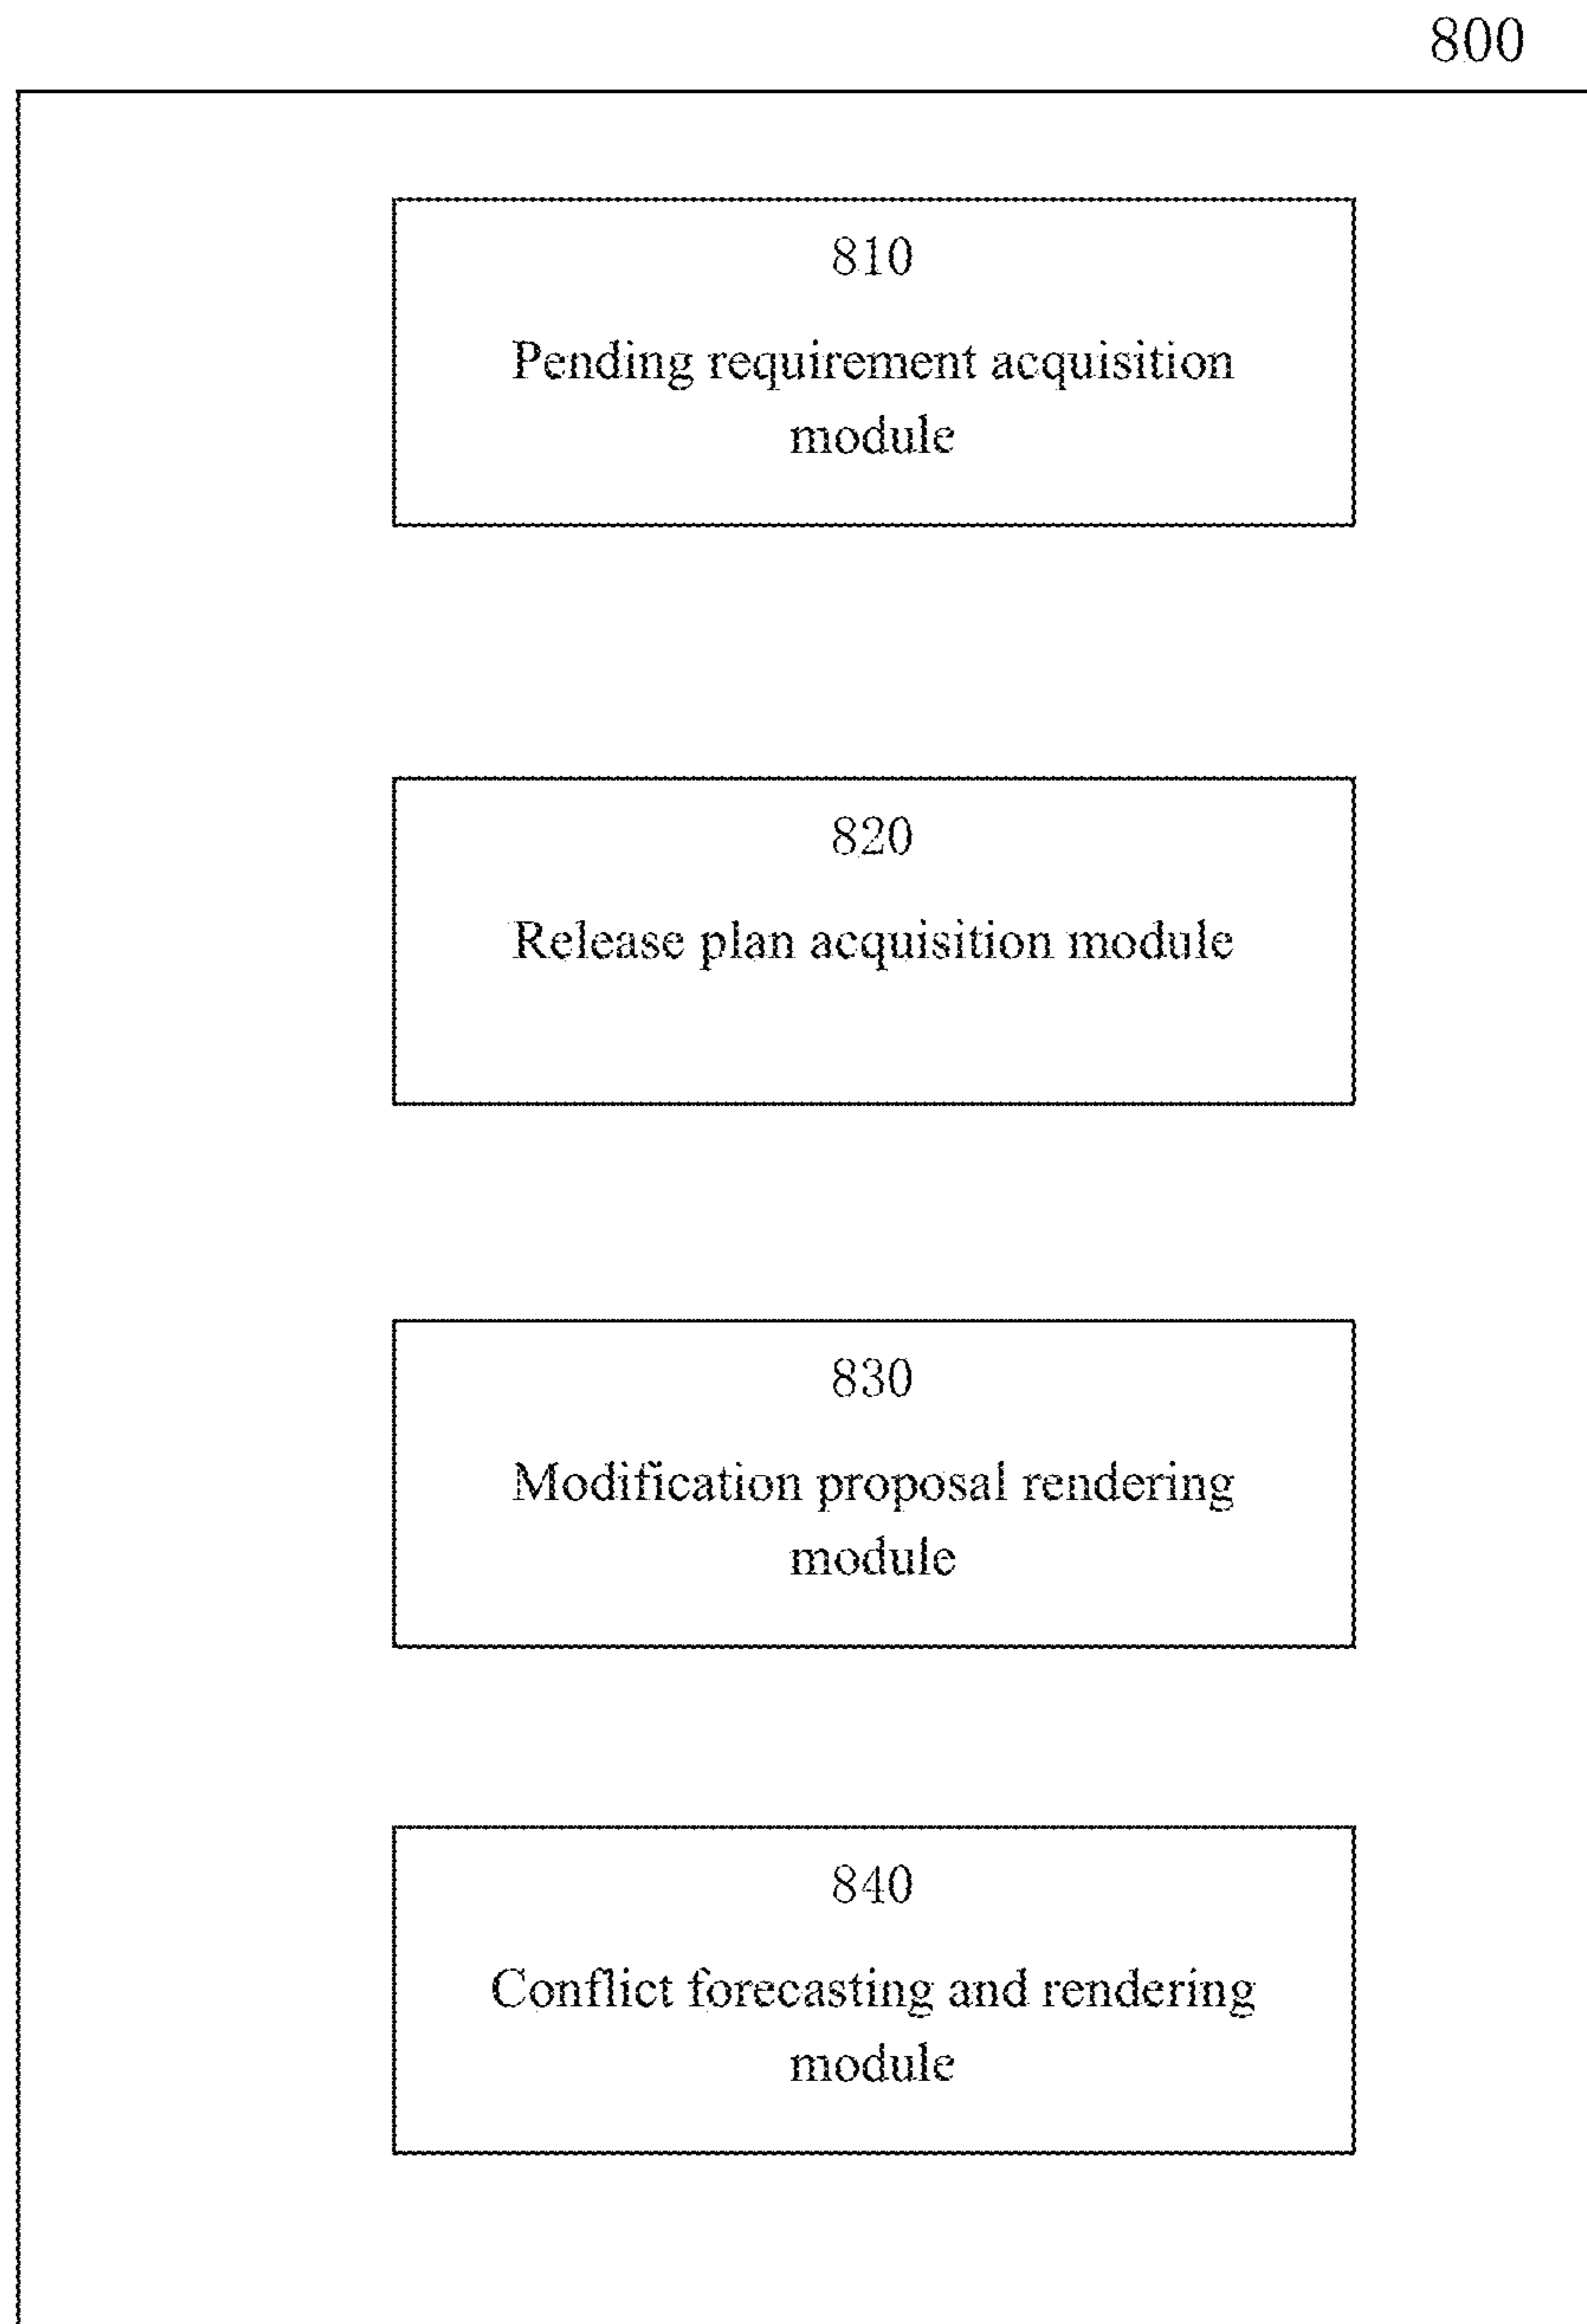 800
810
Pending requirement acquisition
module
820
Release plan acquisition module
830
Modification proposal rendering
module
840
Conflict forecasting and rendering
module